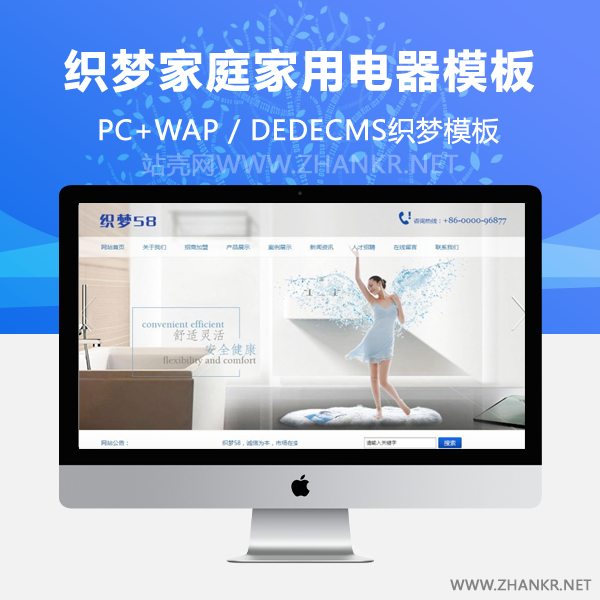 织梦家庭家用电器模板
PC+WAP / DEDECMS织梦模板
站壳网WWW.ZHANKR.NET
织梦58
咨询热线：+86-0000-96877
网站首页 关于我们 招商加盟 产品展示 案例展示 新闻资讯 人才招聘 在线留言 联系我们
convenient efficient
舒适灵活
安全健康
flexibility and comfort
网站公告：
织梦58，诚信为本，市场在变
请输入关键字
搜索
WWW.ZHANKR.NET